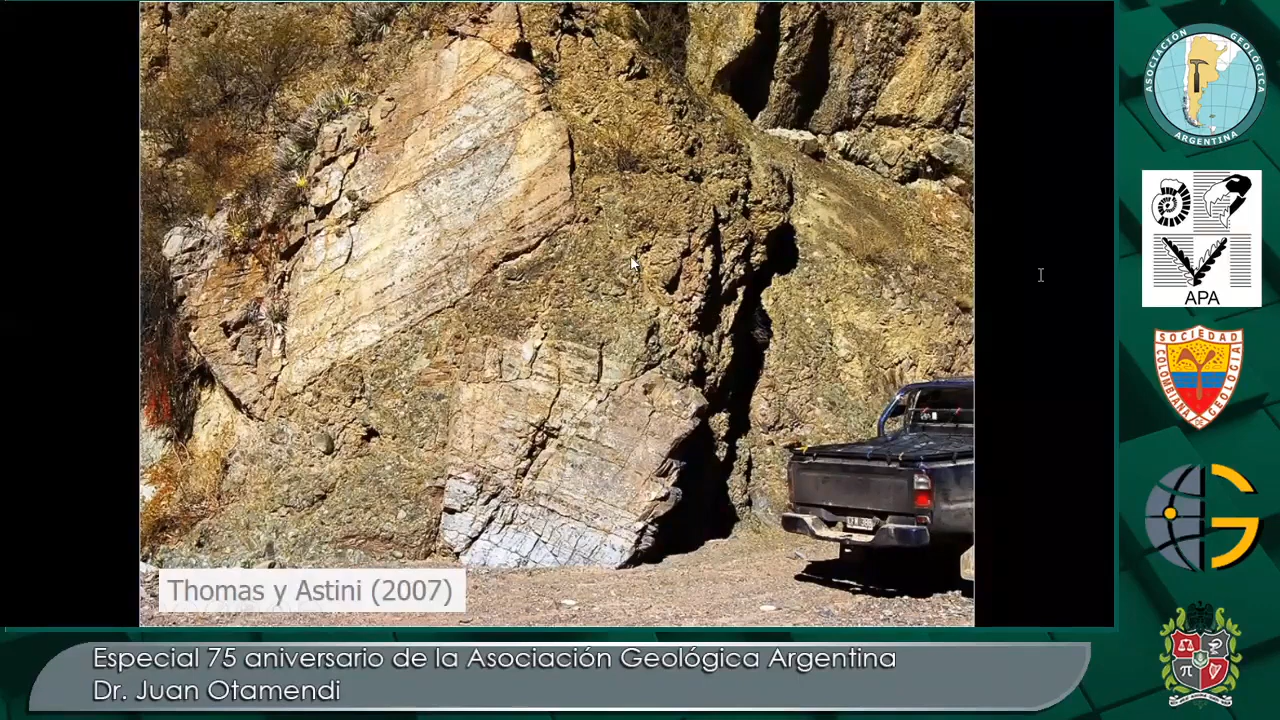 Thomas y Astini (2007)
Especial 75 aniversario de la Asociación Geológica Argentina
Dr. Juan Otamendi
ASOCIACIÓN GEOLÓGICA
ARGENTINA
APA
SOCIEDAD
COLOMBIANA DE GEOLOGIA